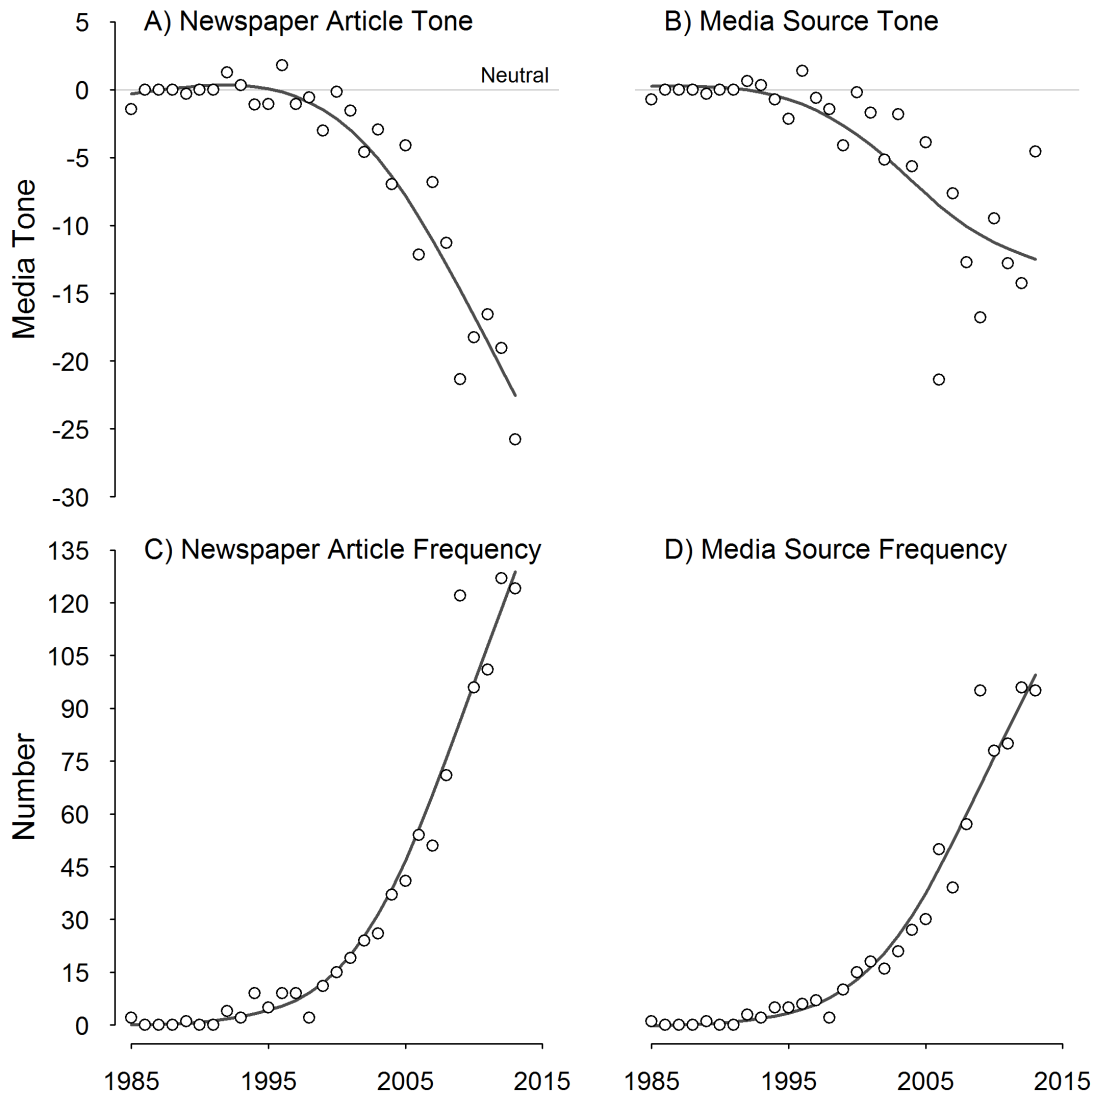 A) Newspaper Article Tone
B) Media Source Tone
5
Neutral
0
-5
-10
-15
-20
-25
-30
Media Tone
C) Newspaper Article Frequency
D) Media Source Frequency
135
120
105
90
75
60
45
30
15
0
Number
1985 1995 2005 2015
1985 1995 2005 2015